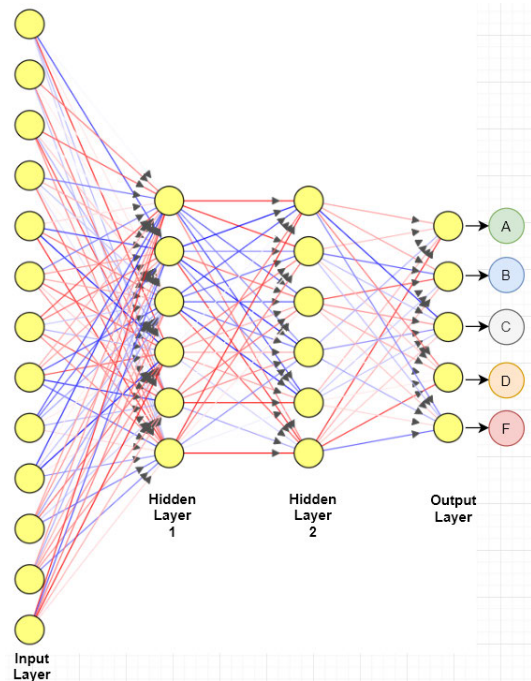 A
B
C
D
F
Hidden
Layer
1
Hidden
Layer
2
Output
Layer
Input
Layer